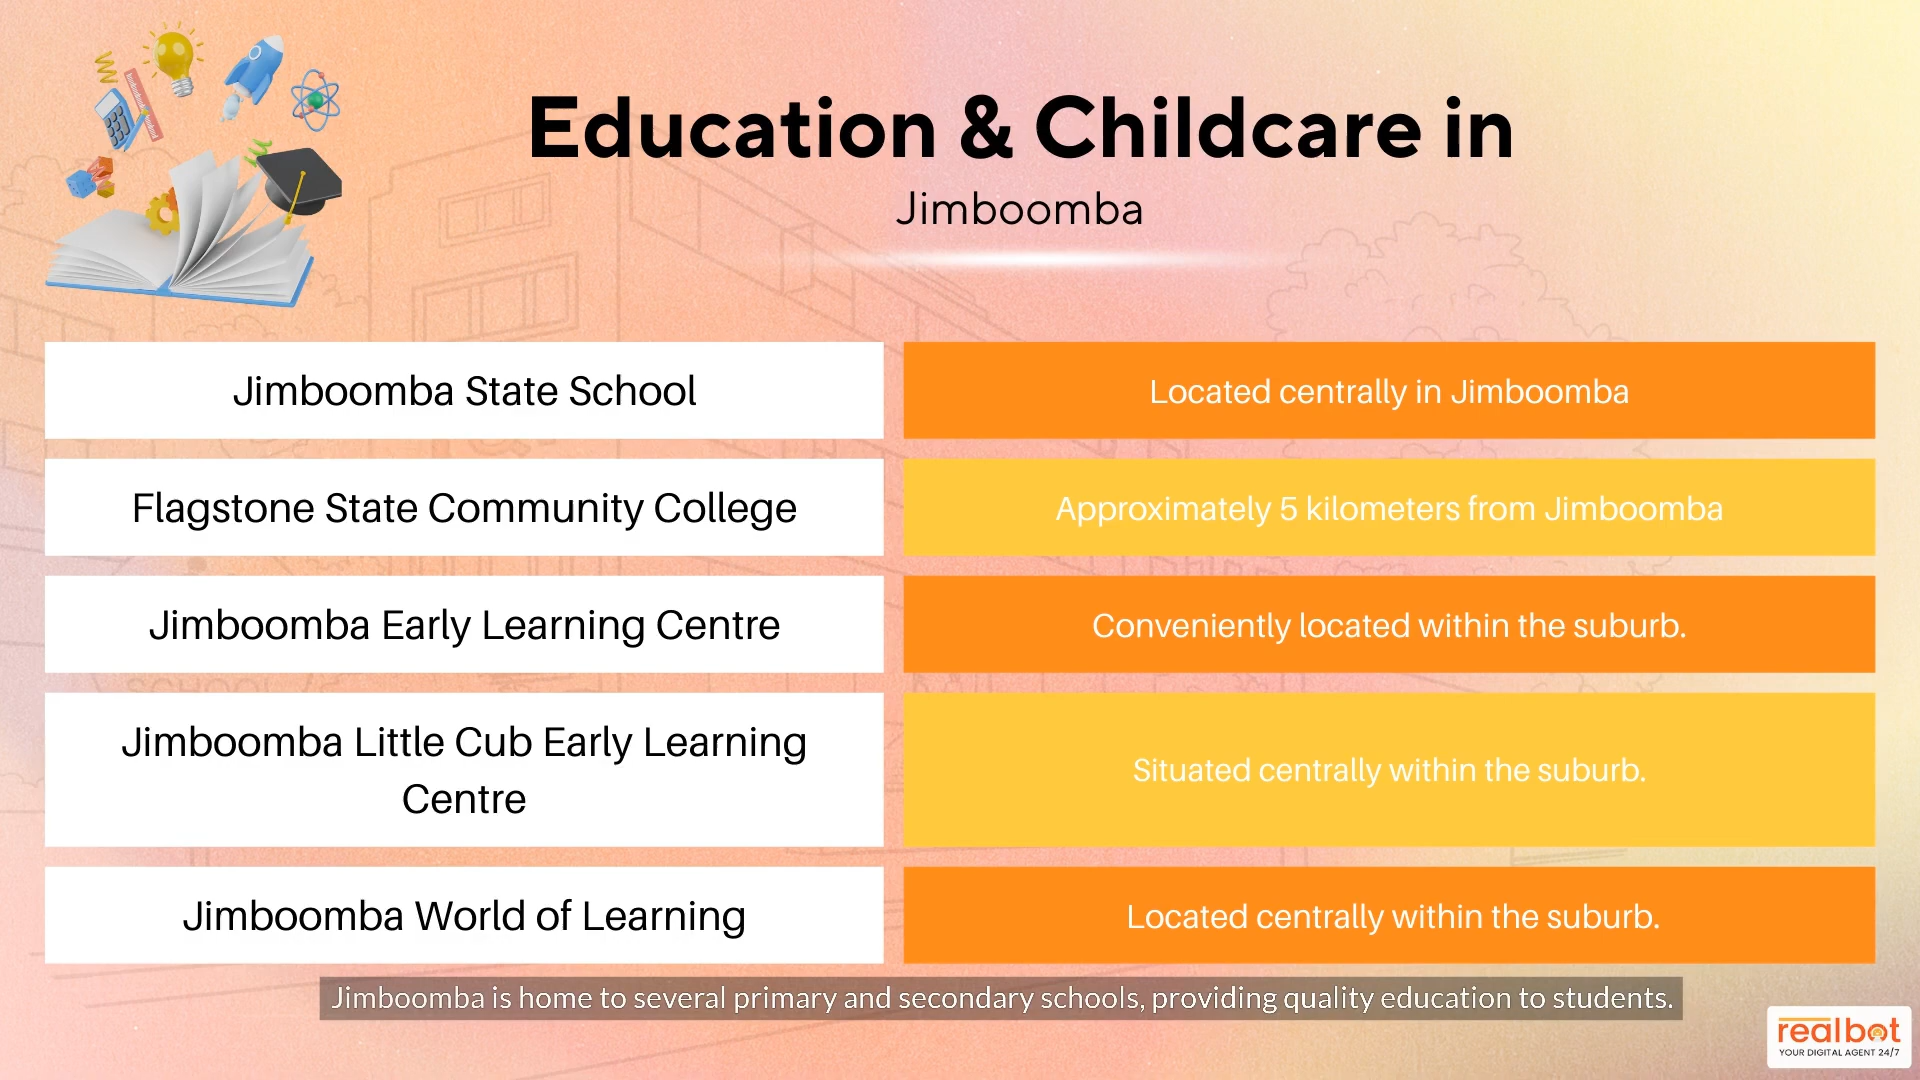 Education & Childcare in
Jimboomba
Jimboomba State School
Located centrally in Jimboomba
Flagstone State Community College
Approximately 5 kilometers from Jimboomba
Jimboomba Early Learning Centre
Conveniently located within the suburb.
Jimboomba Little Cub Early Learning
Centre
Situated centrally within the suburb.
Jimboomba World of Learning
Located centrally within the suburb.
Jimboomba is home to several primary and secondary schools, providing quality education to students.
realbot
YOUR DIGITAL AGENT 24/7
SCHOOL